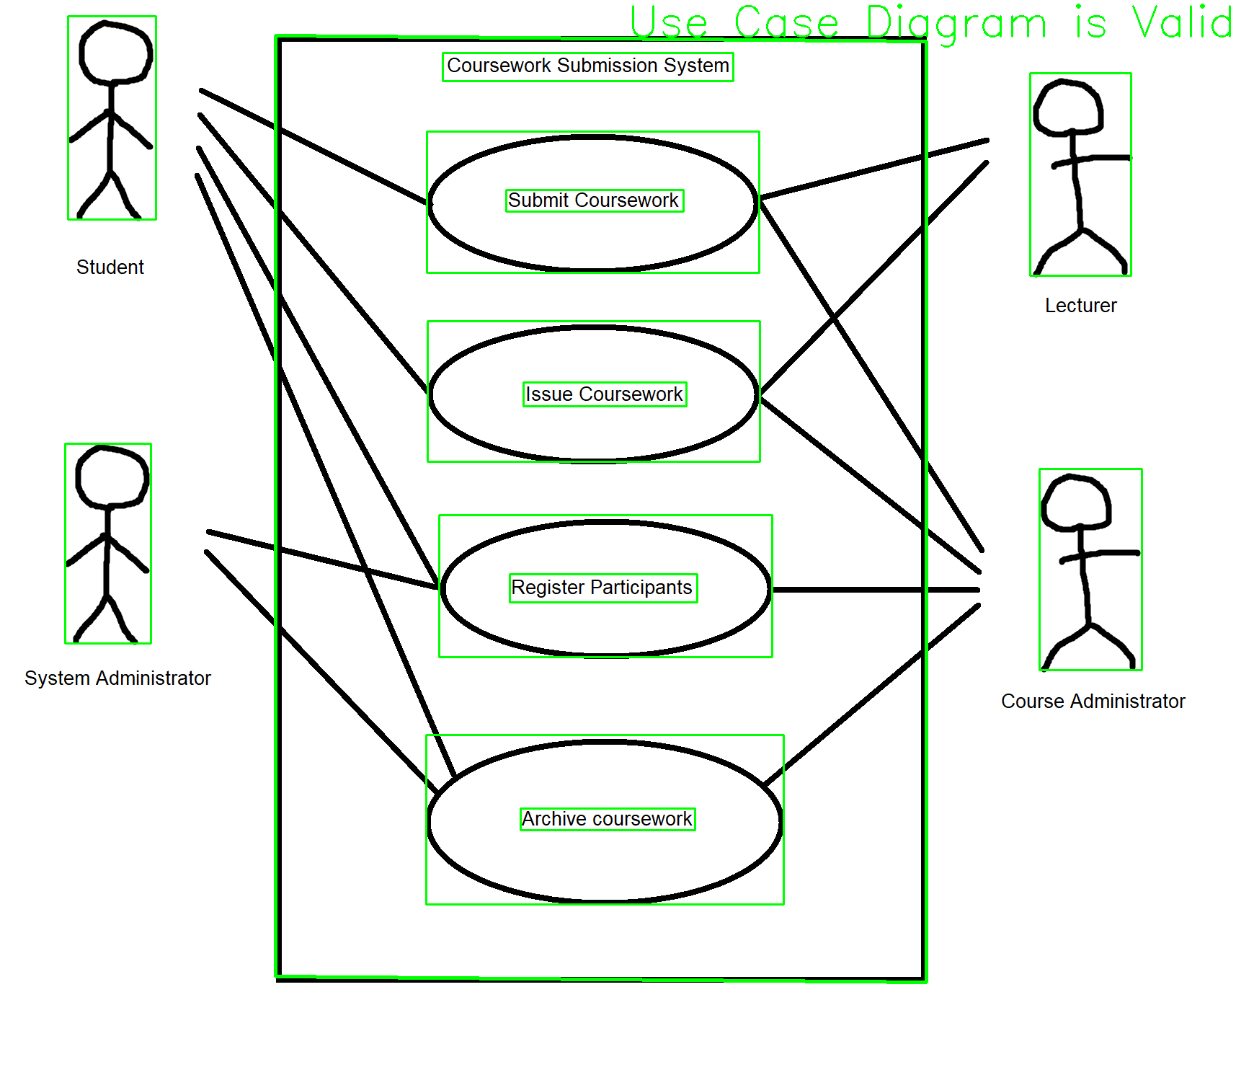 Use Case Diagram is Valid
Coursework Submission System
Submit Coursework
Student
Lecturer
Issue Coursework
Register Participants
System Administrator
Course Administrator
Archive coursework